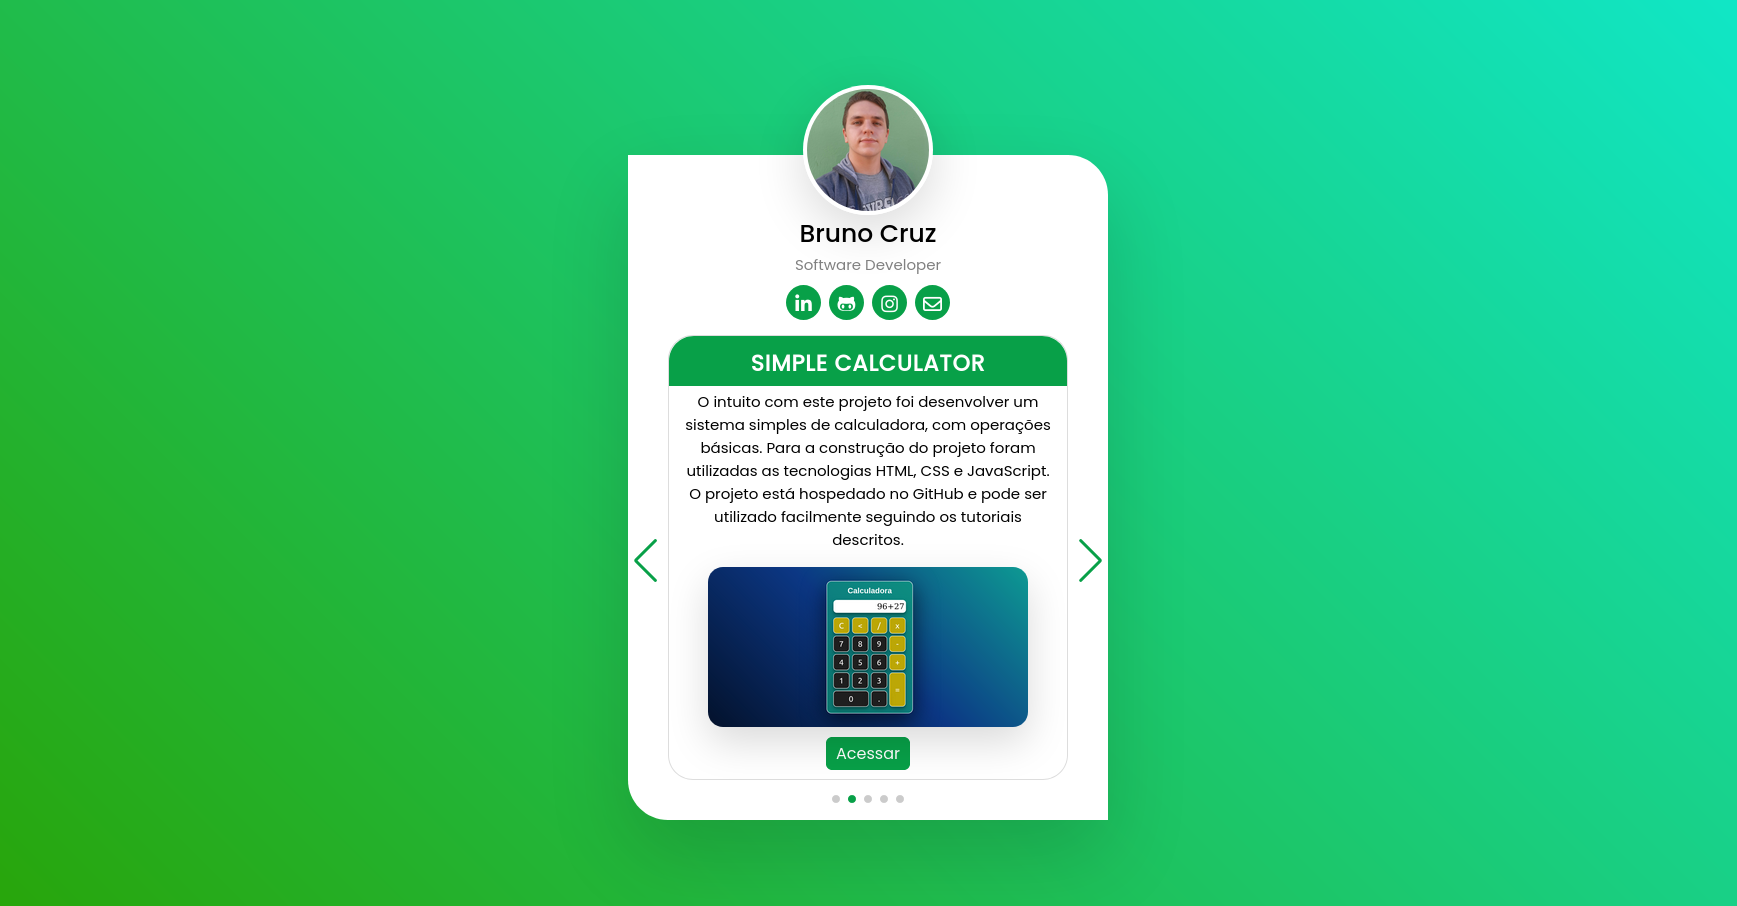 Bruno Cruz
Software Developer
in
SIMPLE CALCULATOR
O intuito com este projeto foi desenvolver um
sistema simples de calculadora, com operações
básicas. Para a construção do projeto foram
utilizadas as tecnologias HTML, CSS e JavaScript.
O projeto está hospedado no GitHub e pode ser
utilizado facilmente seguindo os tutoriais
descritos.
Calculadora
96+27
C < / x
7 8 9 -
4 5 6 +
1 2 3 =
0 .
Acessar